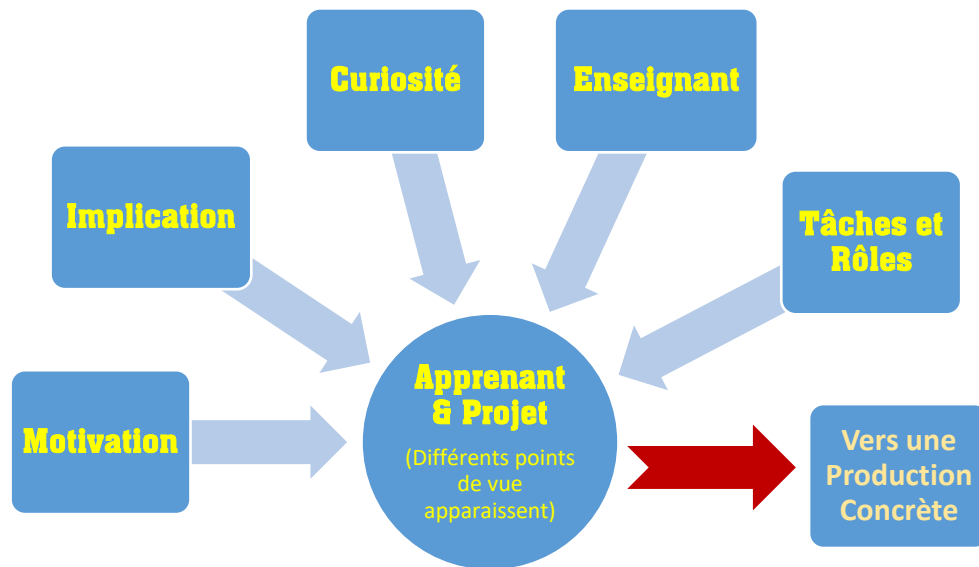 Curiosité
Enseignant
Implication
Tâches et
Rôles
Motivation
Apprenant
& Projet
(Différents points
de vue
apparaissent)
Vers une
Production
Concrète